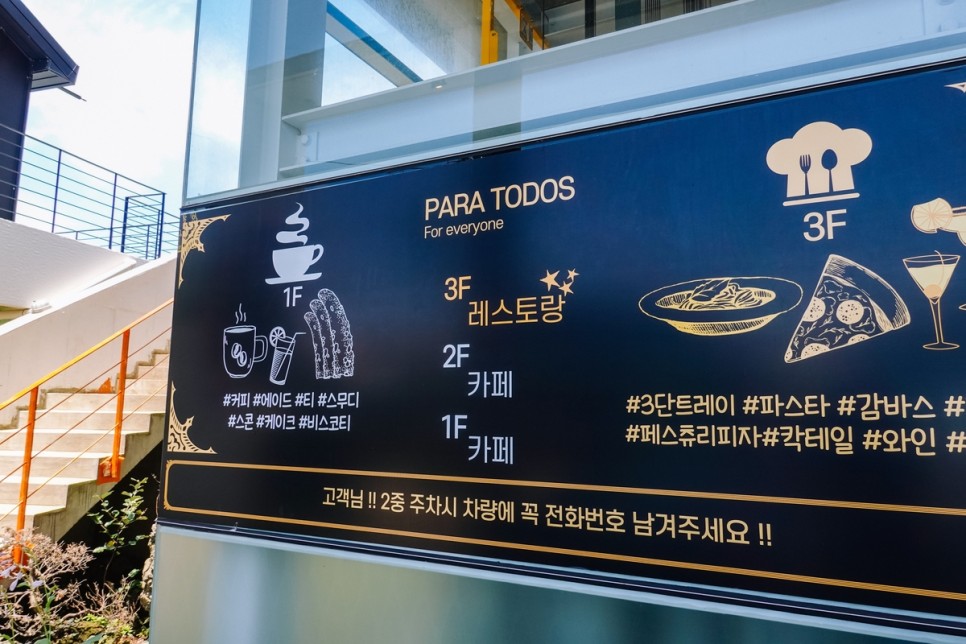 PARA TODOS
For everyone
1F
#커피 #에이드 #티 #스무디
#스콘 #케이크 #비스코티
3F
레스토랑
2F
카페
1F
카페
3F
#3단트레이 #파스타 #감바스 #
#페스츄리피자#칵테일 #와인 #
고객님 !! 2중 주차시 차량에 꼭 전화번호 남겨주세요 !!